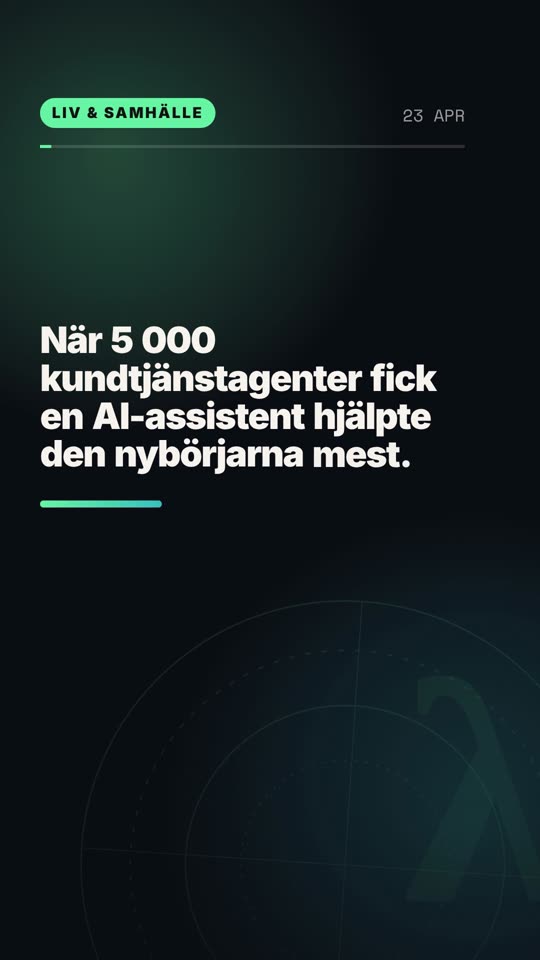 LIV & SAMHÄLLE
23 APR
När 5 000
kundtjänstagenter fick
en AI-assistent hjälpte
den nybörjarna mest.
λ